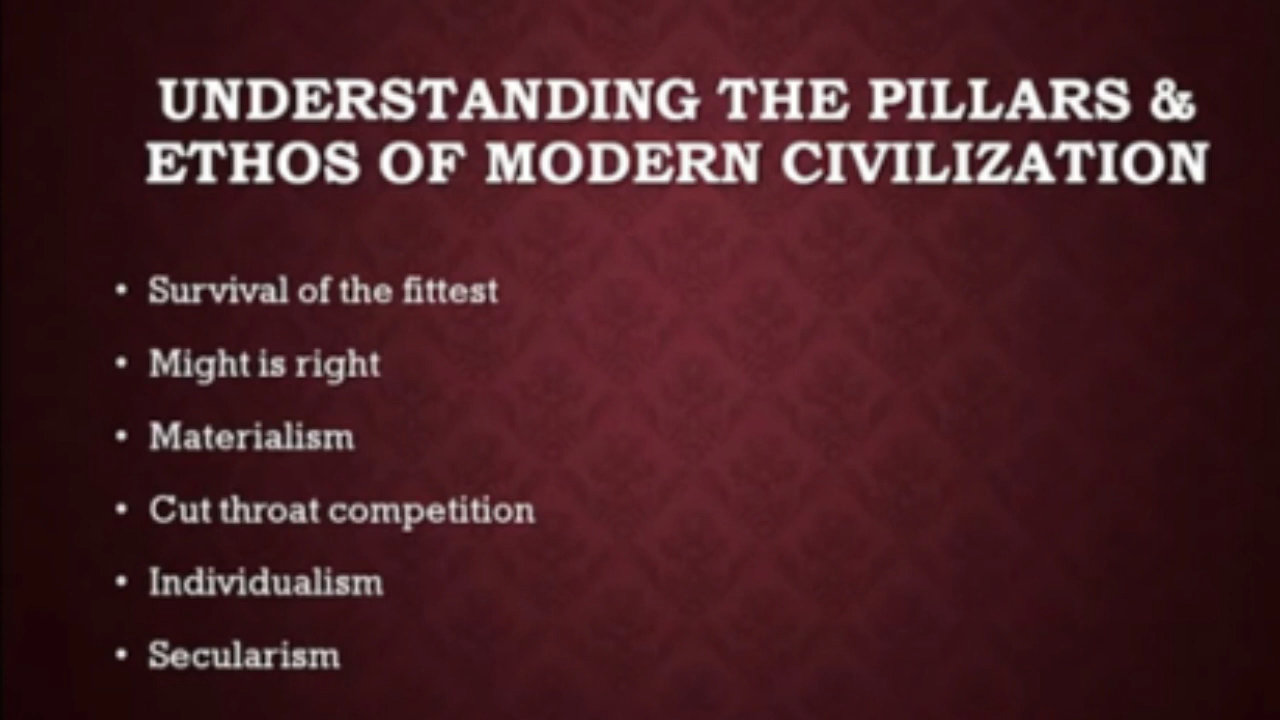 UNDERSTANDING THE PILLARS &
ETHOS OF MODERN CIVILIZATION
• Survival of the fittest
• Might is right
• Materialism
• Cut throat competition
• Individualism
• Secularism